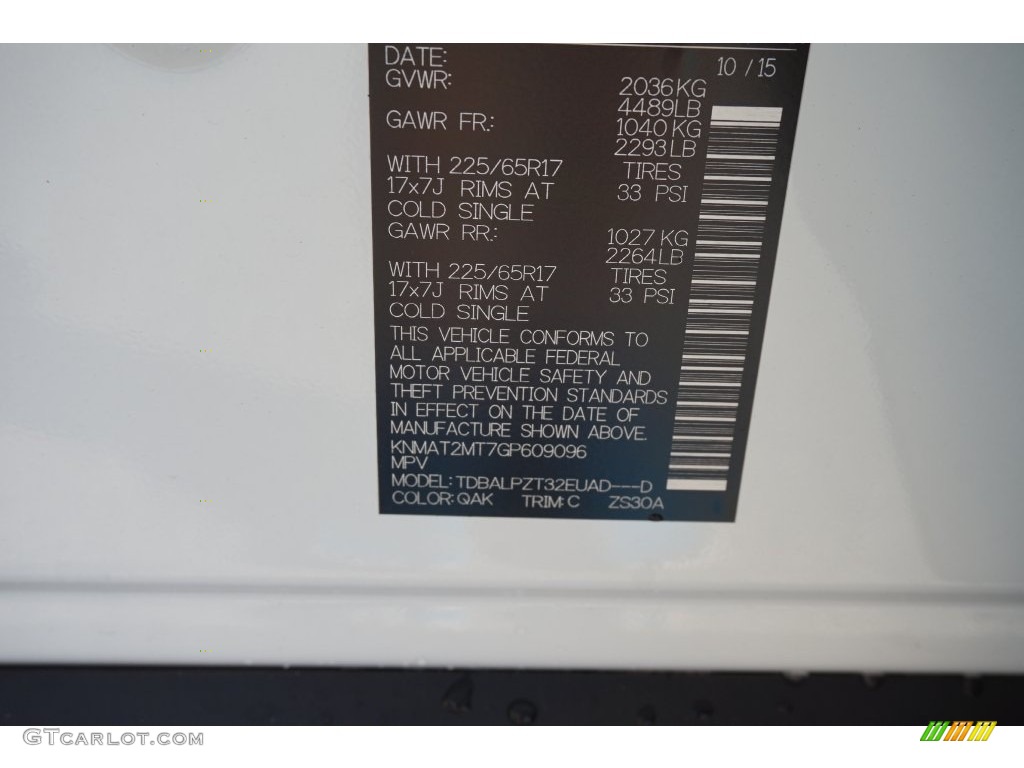 DATE: 10 / 15
GVWR: 2036 KG
4489LB
GAWR FR.: 1040 KG
2293 LB
WITH 225/65R17 TIRES
17x7J RIMS AT 33 PSI
COLD SINGLE
GAWR RR.: 1027 KG
2264LB
WITH 225/65R17 TIRES
17x7J RIMS AT 33 PSI
COLD SINGLE
THIS VEHICLE CONFORMS TO
ALL APPLICABLE FEDERAL
MOTOR VEHICLE SAFETY AND
THEFT PREVENTION STANDARDS
IN EFFECT ON THE DATE OF
MANUFACTURE SHOWN ABOVE.
KNMAT2MT7GP609096
MPV
MODEL: TDBALPZT32EUAD---D
COLOR: QAK TRIM: C ZS30A
GTCARLOT.COM